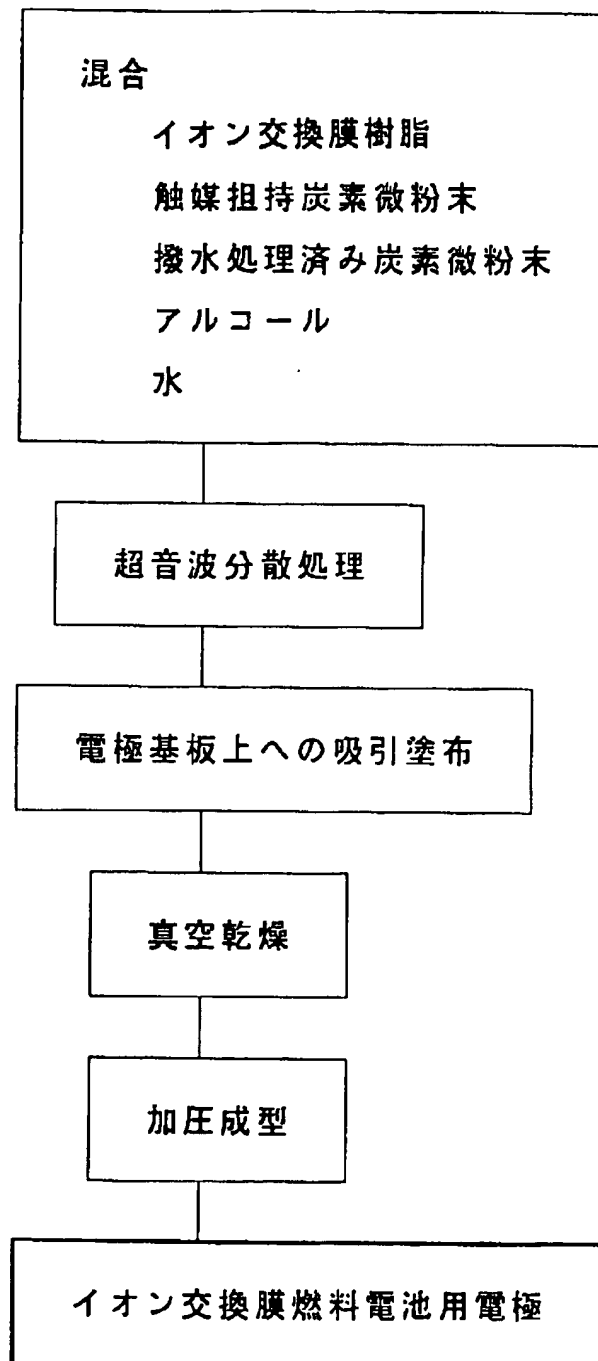 混合
イオン交換膜樹脂
触媒担持炭素微粉末
撥水処理済み炭素微粉末
アルコール
水
超音波分散処理
電極基板上への吸引塗布
真空乾燥
加圧成型
イオン交換膜燃料電池用電極